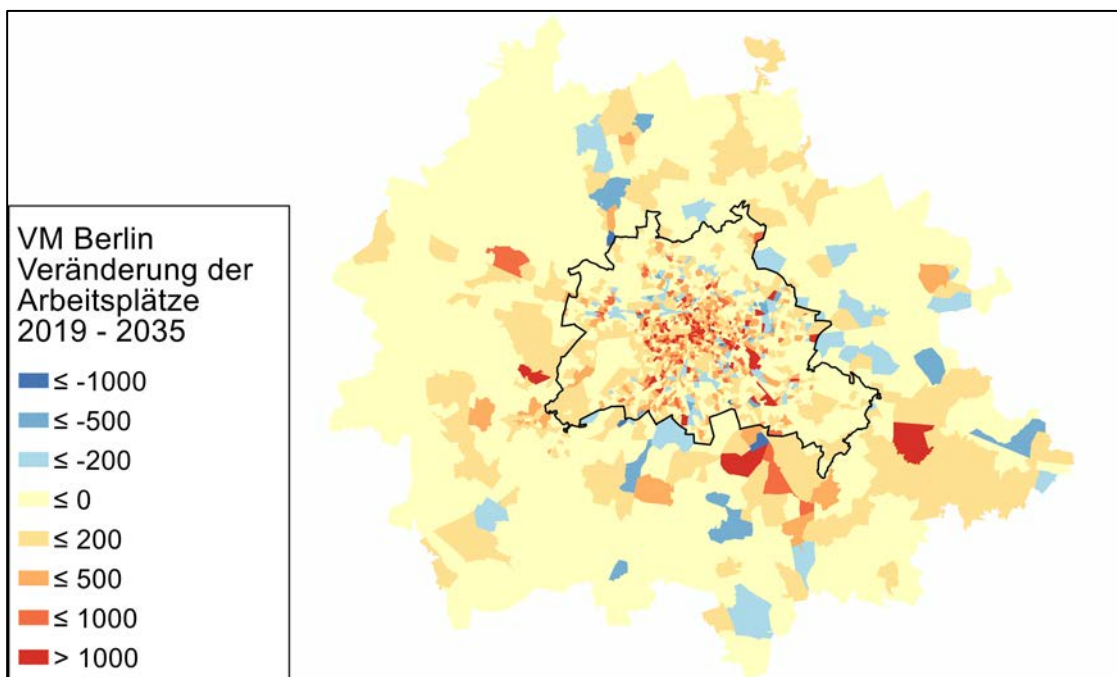 VM Berlin
Veränderung der
Arbeitsplätze
2019 - 2035
≤ -1000
≤ -500
≤ -200
≤ 0
≤ 200
≤ 500
≤ 1000
> 1000